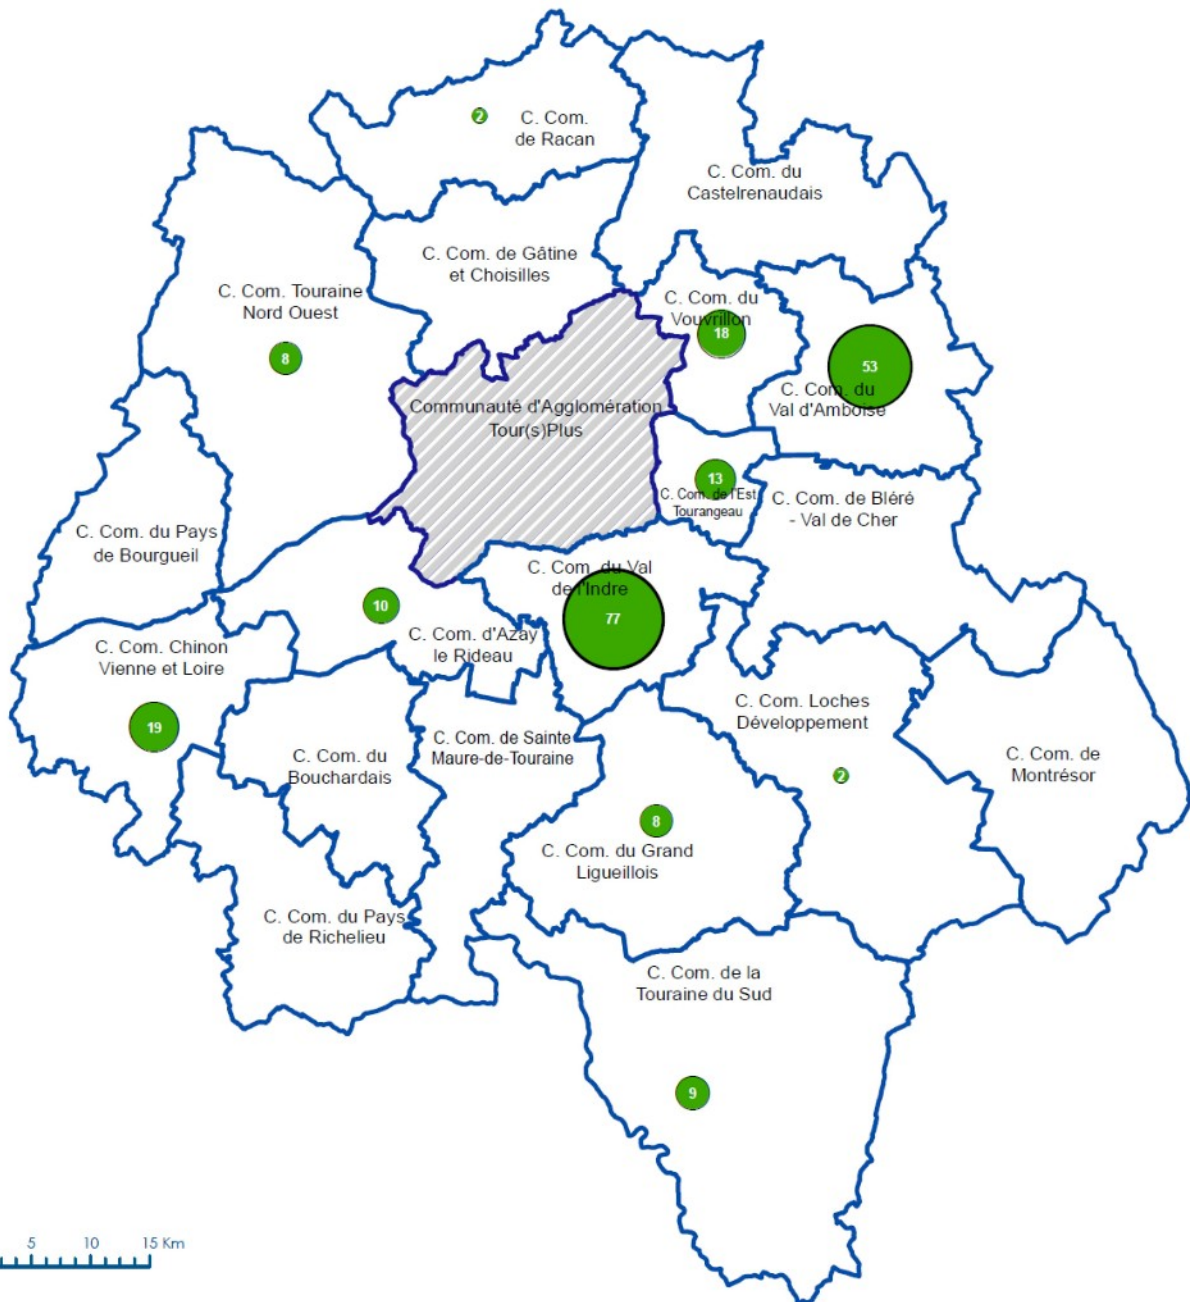 2
C. Com.
de Racan
C. Com. du
Castelrenaudais
C. Com. de Gâtine
et Choisilles
C. Com. Touraine
Nord Ouest
8
C. Com. du
Vouvrillon
18
53
C. Com. du
Val d'Amboise
Communauté d'Agglomération
Tour(s)Plus
13
C. Com. de l'Est
Tourangeau
C. Com. de Bléré
- Val de Cher
C. Com. du Pays
de Bourgueil
C. Com. du Val
de l'Indre
77
10
C. Com. d'Azay
le Rideau
C. Com. Chinon
Vienne et Loire
19
C. Com. du
Bouchardais
C. Com. de Sainte
Maure-de-Touraine
C. Com. Loches
Développement
2
C. Com. de
Montrésor
8
C. Com. du Grand
Ligueillois
C. Com. du Pays
de Richelieu
C. Com. de la
Touraine du Sud
9
5 10 15 Km